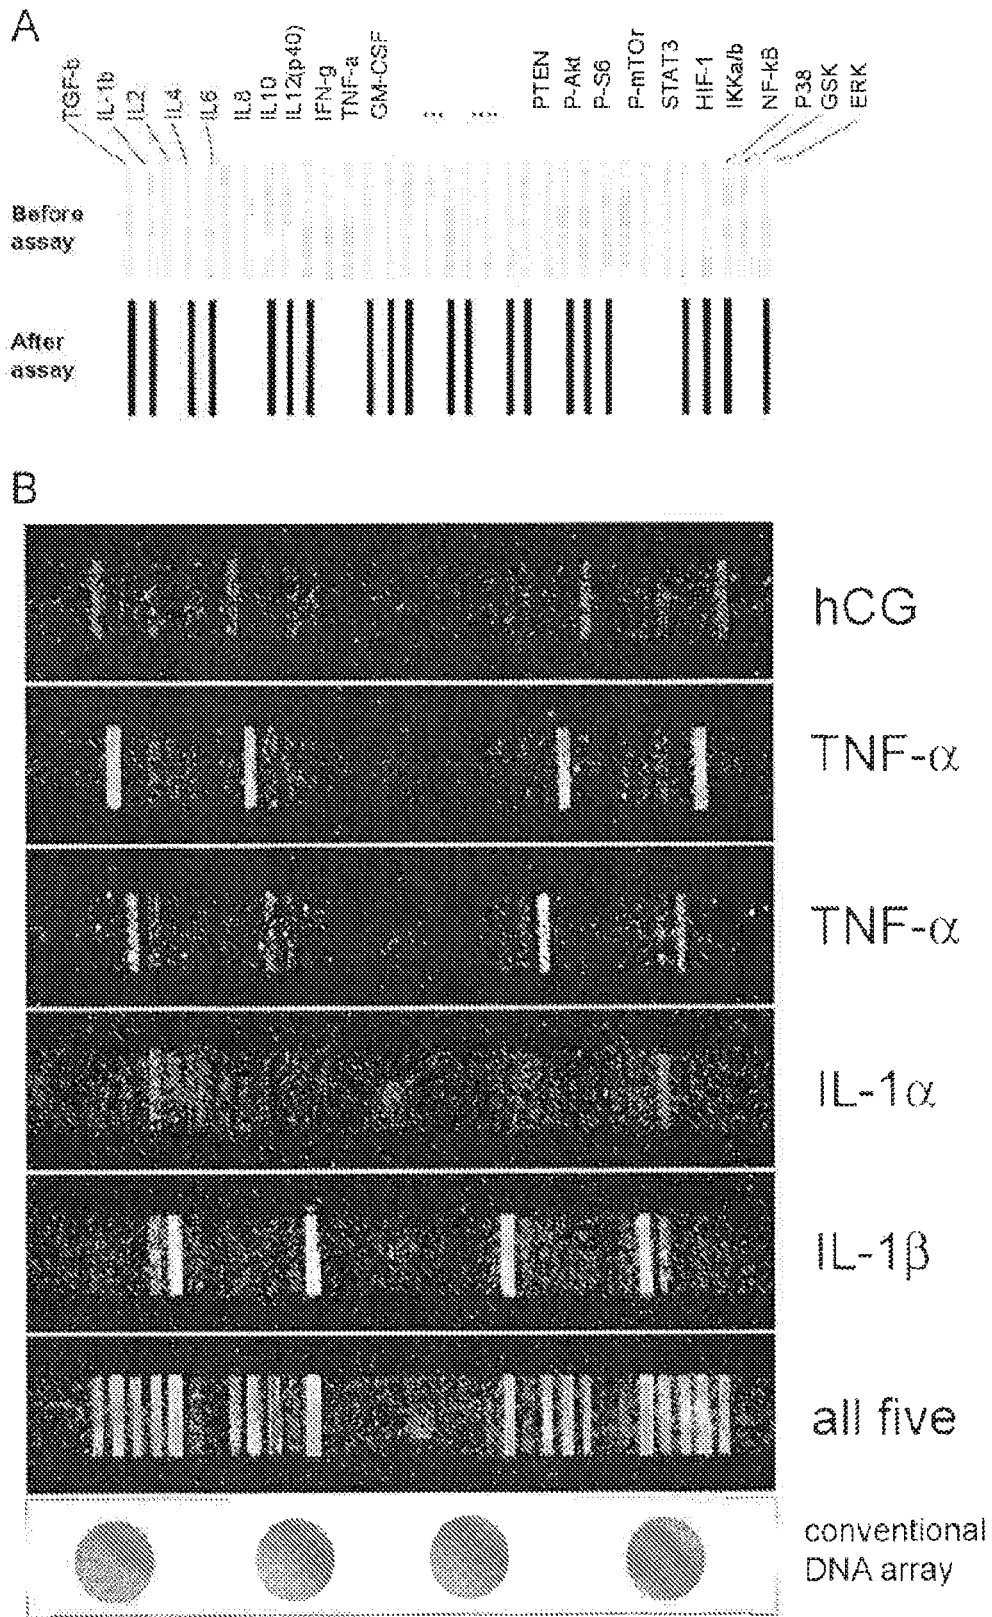 A
TGF-b IL-1b IL2 IL4 IL6 IL8 IL10 IL12(p40) IFN-g TNF-a GM-CSF PTEN P-Akt P-S6 P-mTOr STAT3 HIF-1 IKKa/b NF-kB P38 GSK ERK
Before
assay
After
assay
B
hCG
TNF-α
TNF-α
IL-1α
IL-1β
all five
conventional
DNA array